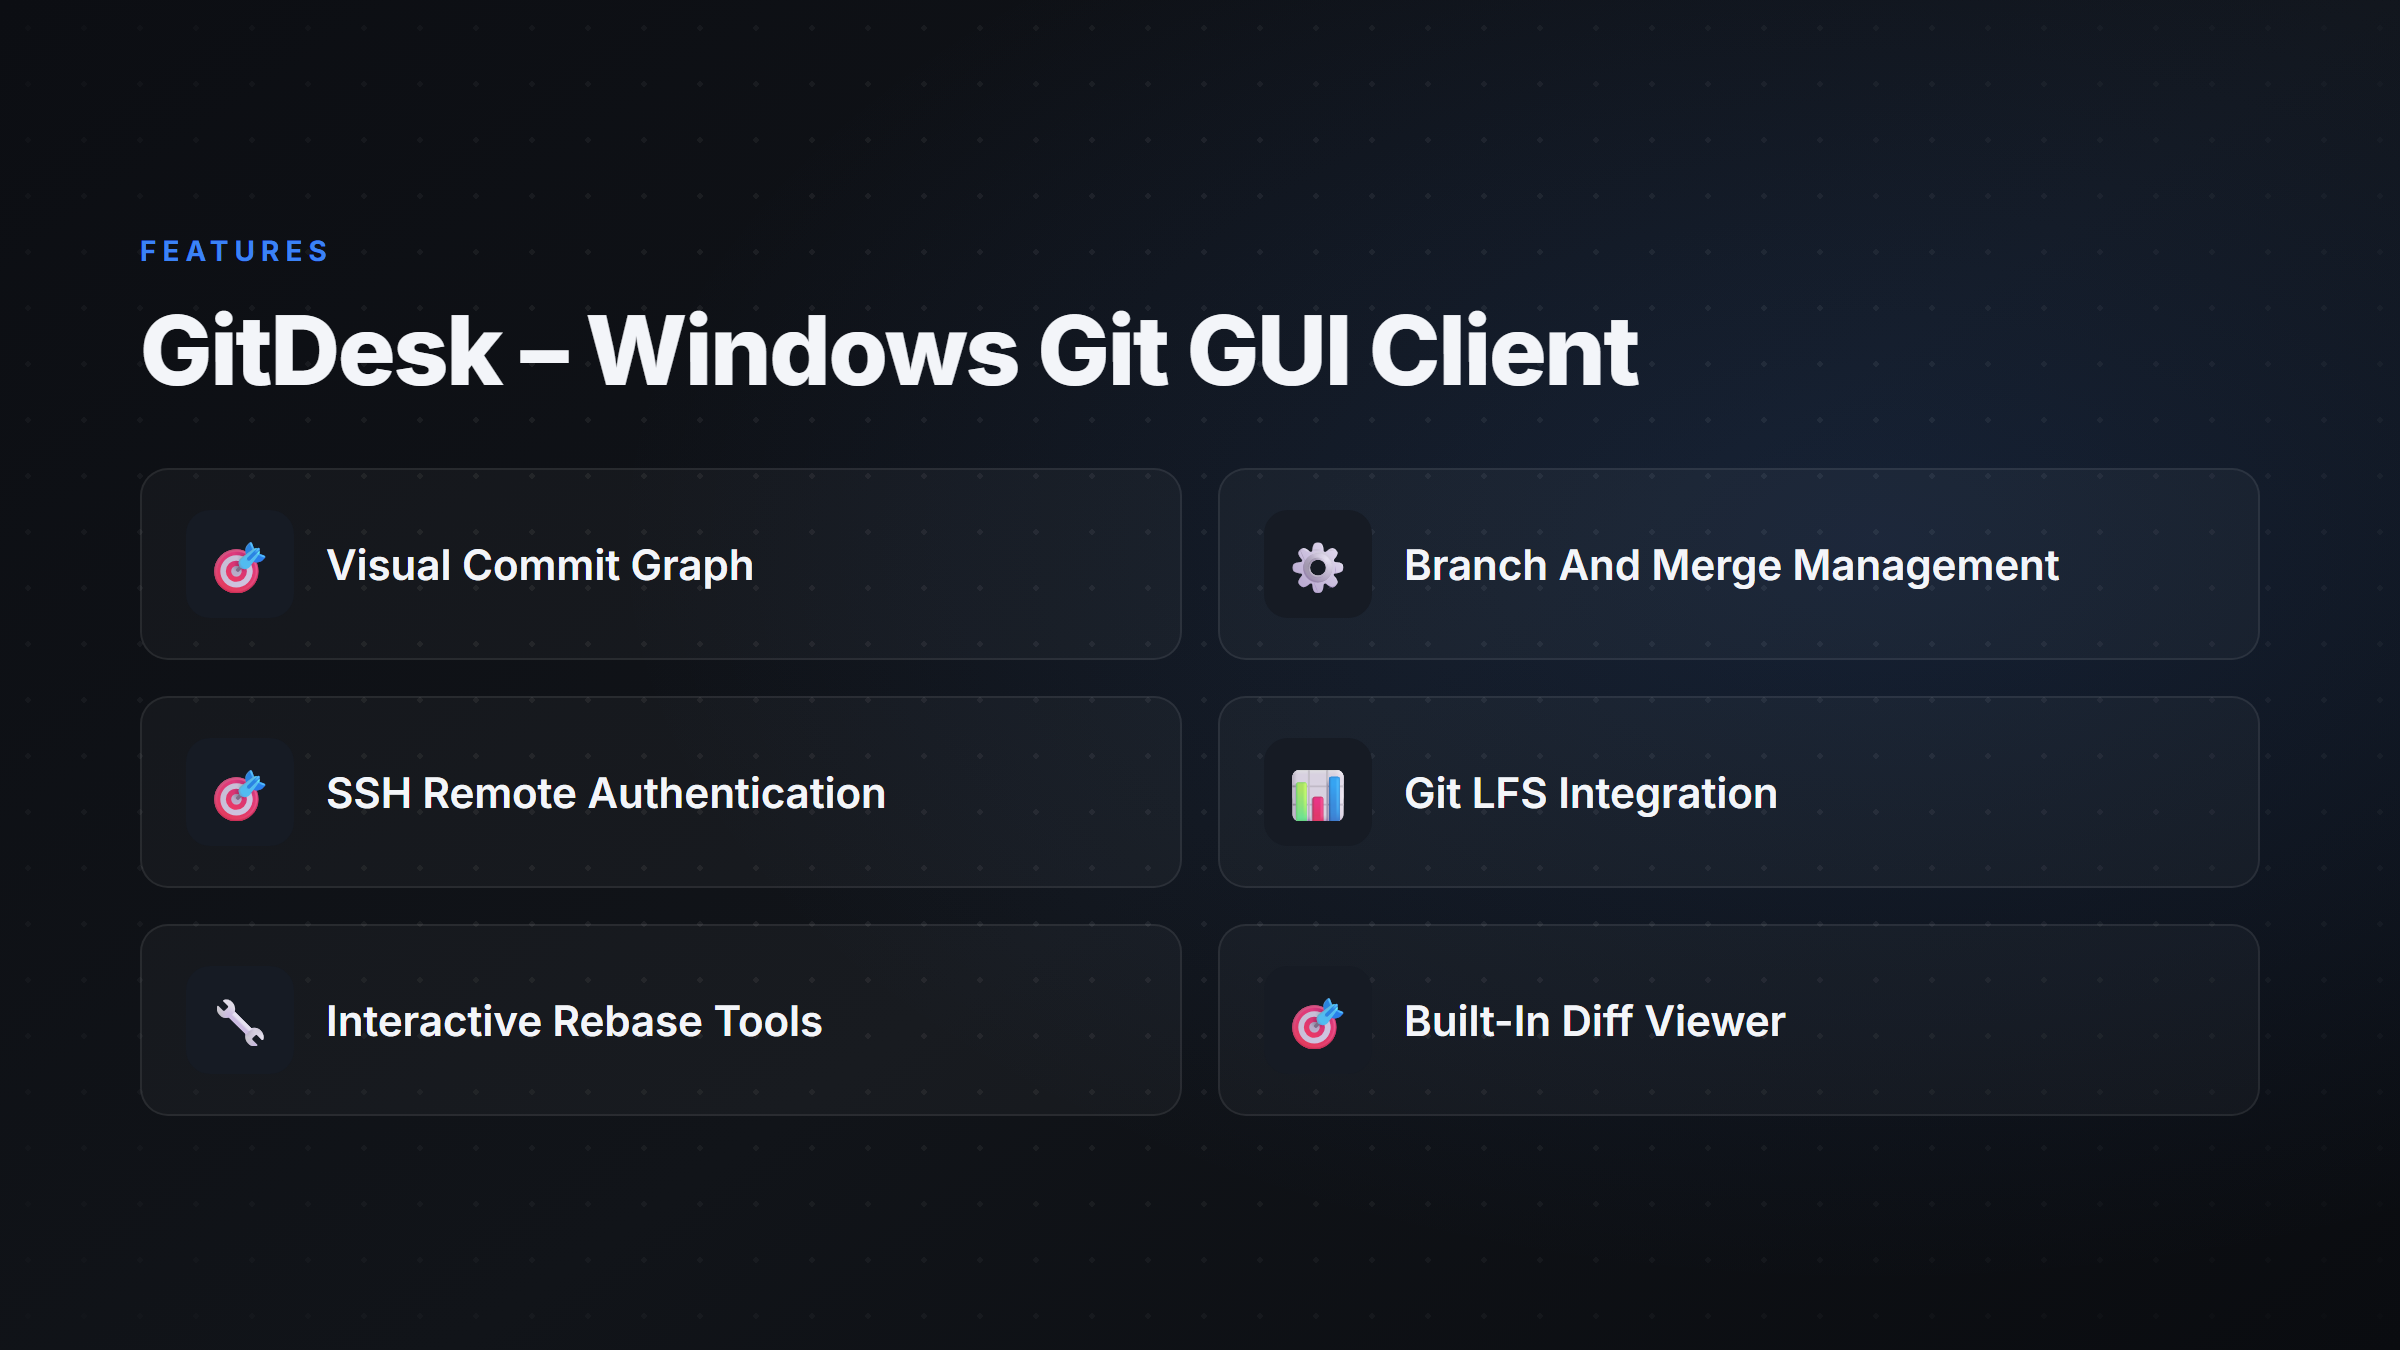 FEATURES
GitDesk – Windows Git GUI Client
Visual Commit Graph
Branch And Merge Management
SSH Remote Authentication
Git LFS Integration
Interactive Rebase Tools
Built-In Diff Viewer